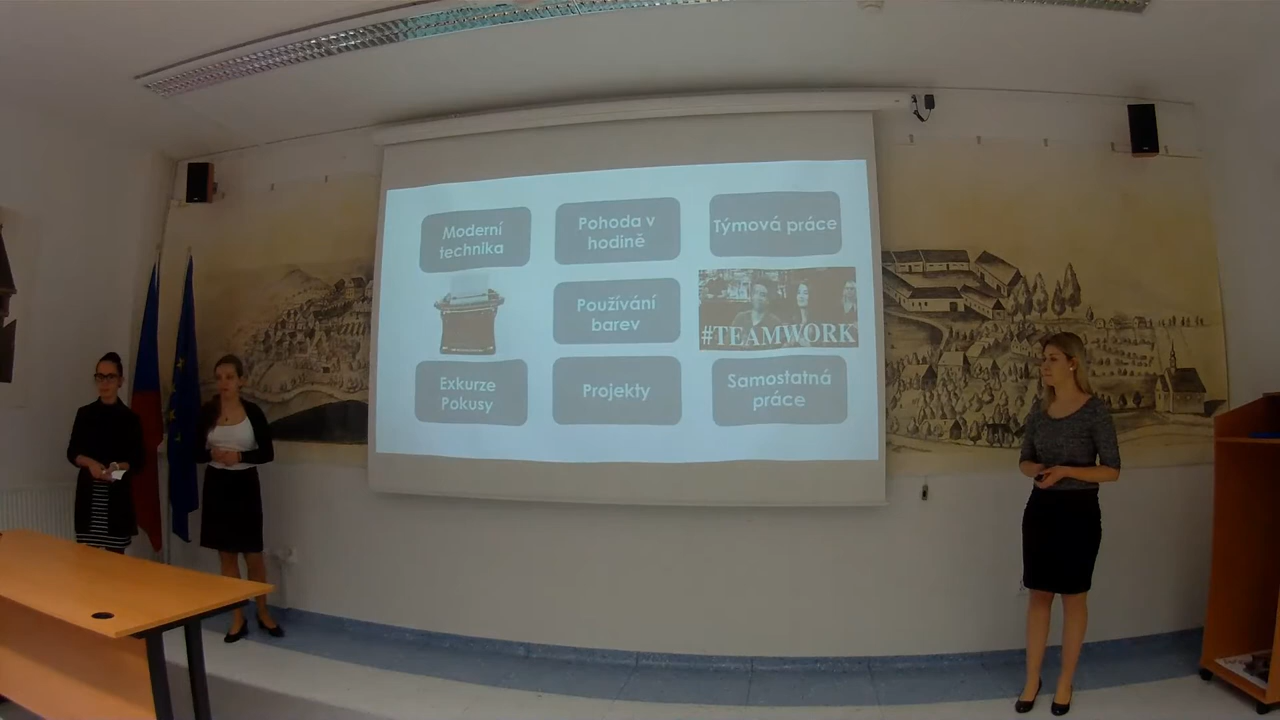 Moderní
technika
Pohoda v
hodině
Týmová práce
Používání
barev
#TEAMWORK
Exkurze
Pokusy
Projekty
Samostatná
práce